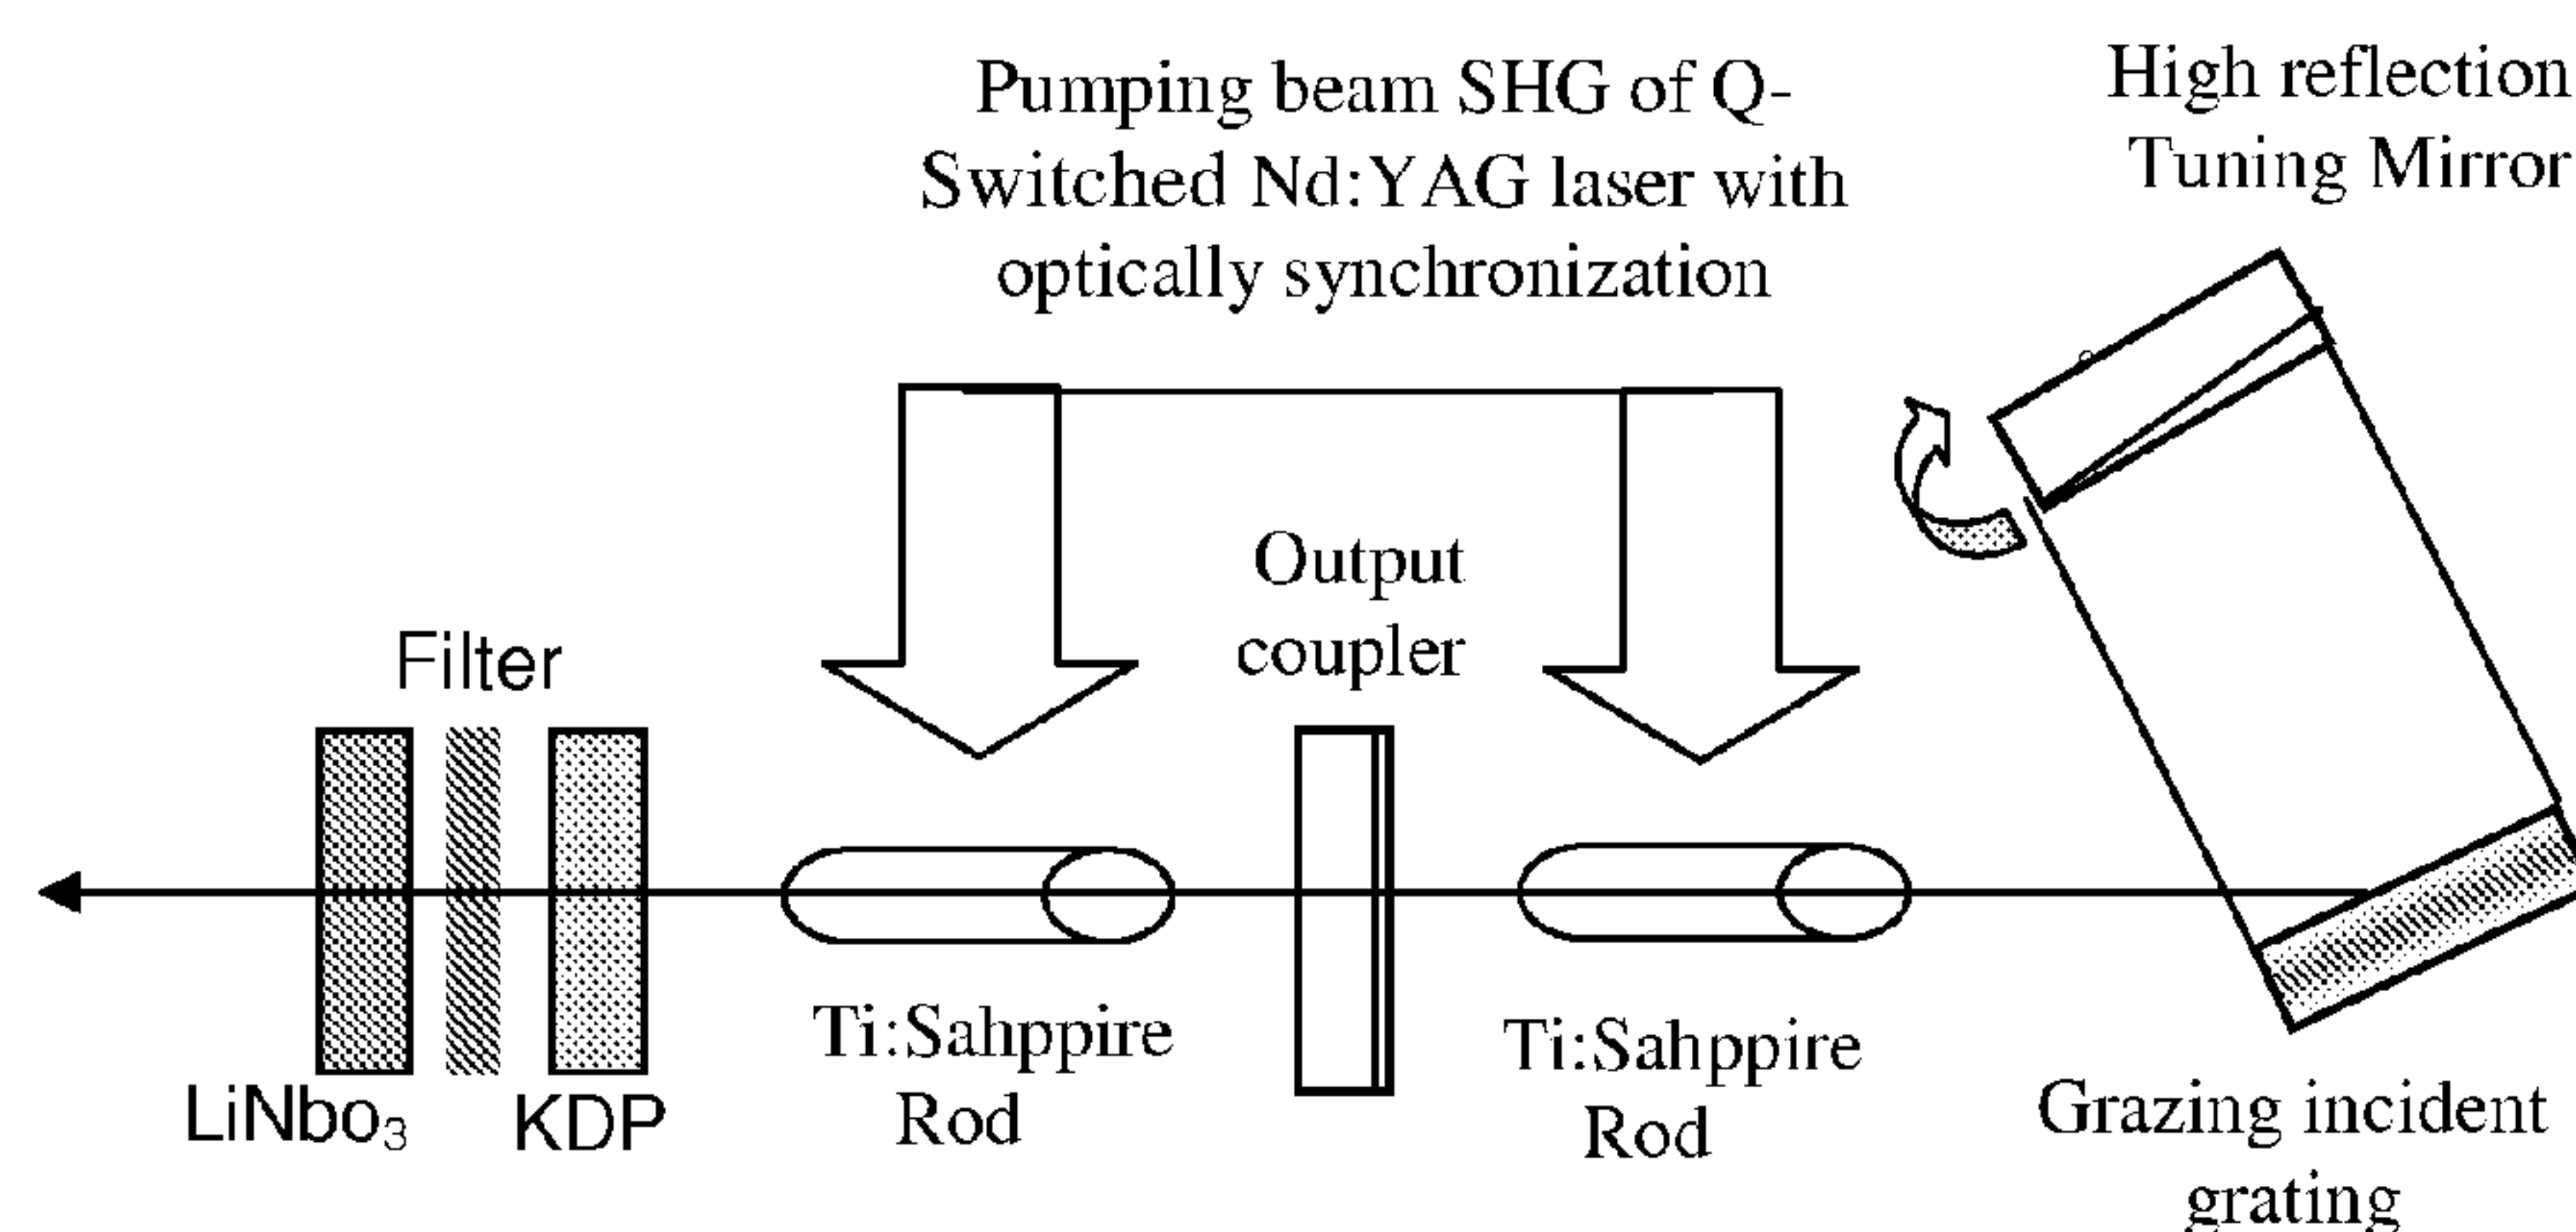 Pumping beam SHG of Q-
Switched Nd:YAG laser with
optically synchronization
High reflection
Tuning Mirror
Output
coupler
Filter
LiNbo₃
KDP
Ti:Sahppire
Rod
Ti:Sahppire
Rod
Grazing incident
grating